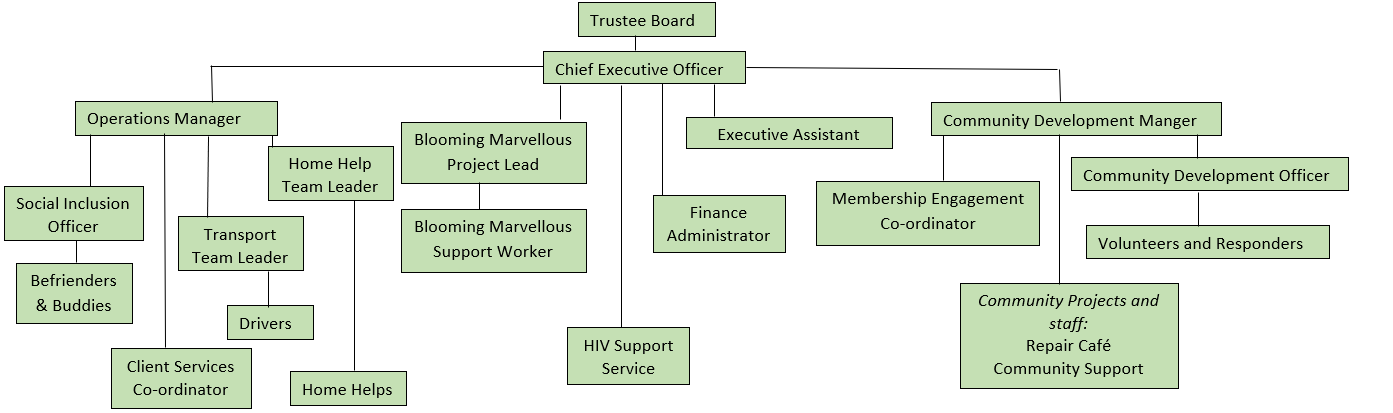 Trustee Board
Chief Executive Officer
Operations Manager
Community Development Manger
Executive Assistant
Blooming Marvellous
Project Lead
Home Help
Team Leader
Community Development Officer
Social Inclusion
Officer
Membership Engagement
Co-ordinator
Finance
Administrator
Blooming Marvellous
Support Worker
Transport
Team Leader
Volunteers and Responders
Befrienders
& Buddies
Community Projects and
staff:
Repair Café
Community Support
Drivers
HIV Support
Service
Client Services
Co-ordinator
Home Helps